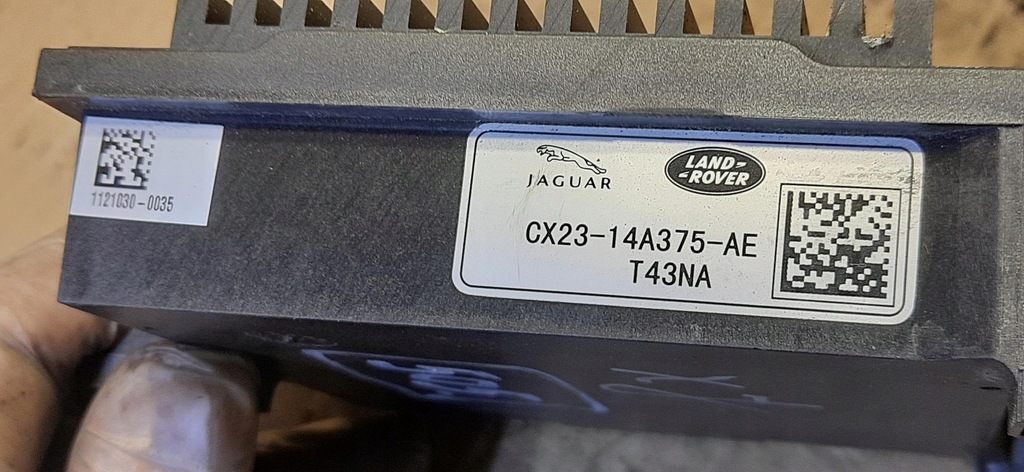 1121030-0035
JAGUAR
LAND-
-ROVER
CX23-14A375-AE
T43NA